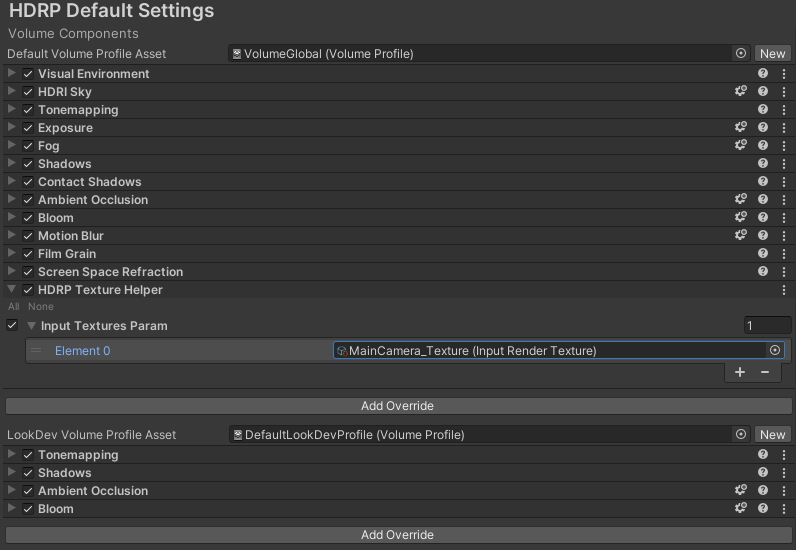 HDRP Default Settings
Volume Components
Default Volume Profile Asset VolumeGlobal (Volume Profile) New
Visual Environment
HDRI Sky
Tonemapping
Exposure
Fog
Shadows
Contact Shadows
Ambient Occlusion
Bloom
Motion Blur
Film Grain
Screen Space Refraction
HDRP Texture Helper
All None
Input Textures Param 1
Element 0 MainCamera_Texture (Input Render Texture)
Add Override
LookDev Volume Profile Asset DefaultLookDevProfile (Volume Profile) New
Tonemapping
Shadows
Ambient Occlusion
Bloom
Add Override